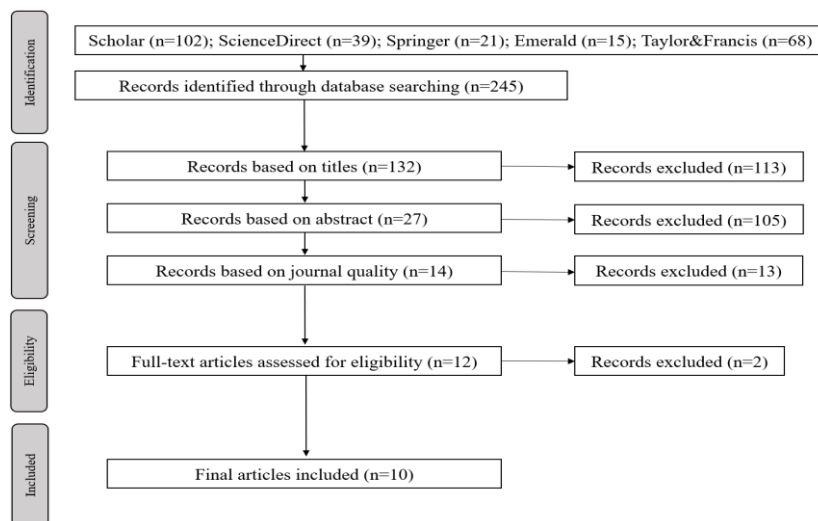 Identification
Scholar (n=102); ScienceDirect (n=39); Springer (n=21); Emerald (n=15); Taylor&Francis (n=68)
Records identified through database searching (n=245)
Screening
Records based on titles (n=132)
Records excluded (n=113)
Records based on abstract (n=27)
Records excluded (n=105)
Records based on journal quality (n=14)
Records excluded (n=13)
Eligibility
Full-text articles assessed for eligibility (n=12)
Records excluded (n=2)
Included
Final articles included (n=10)